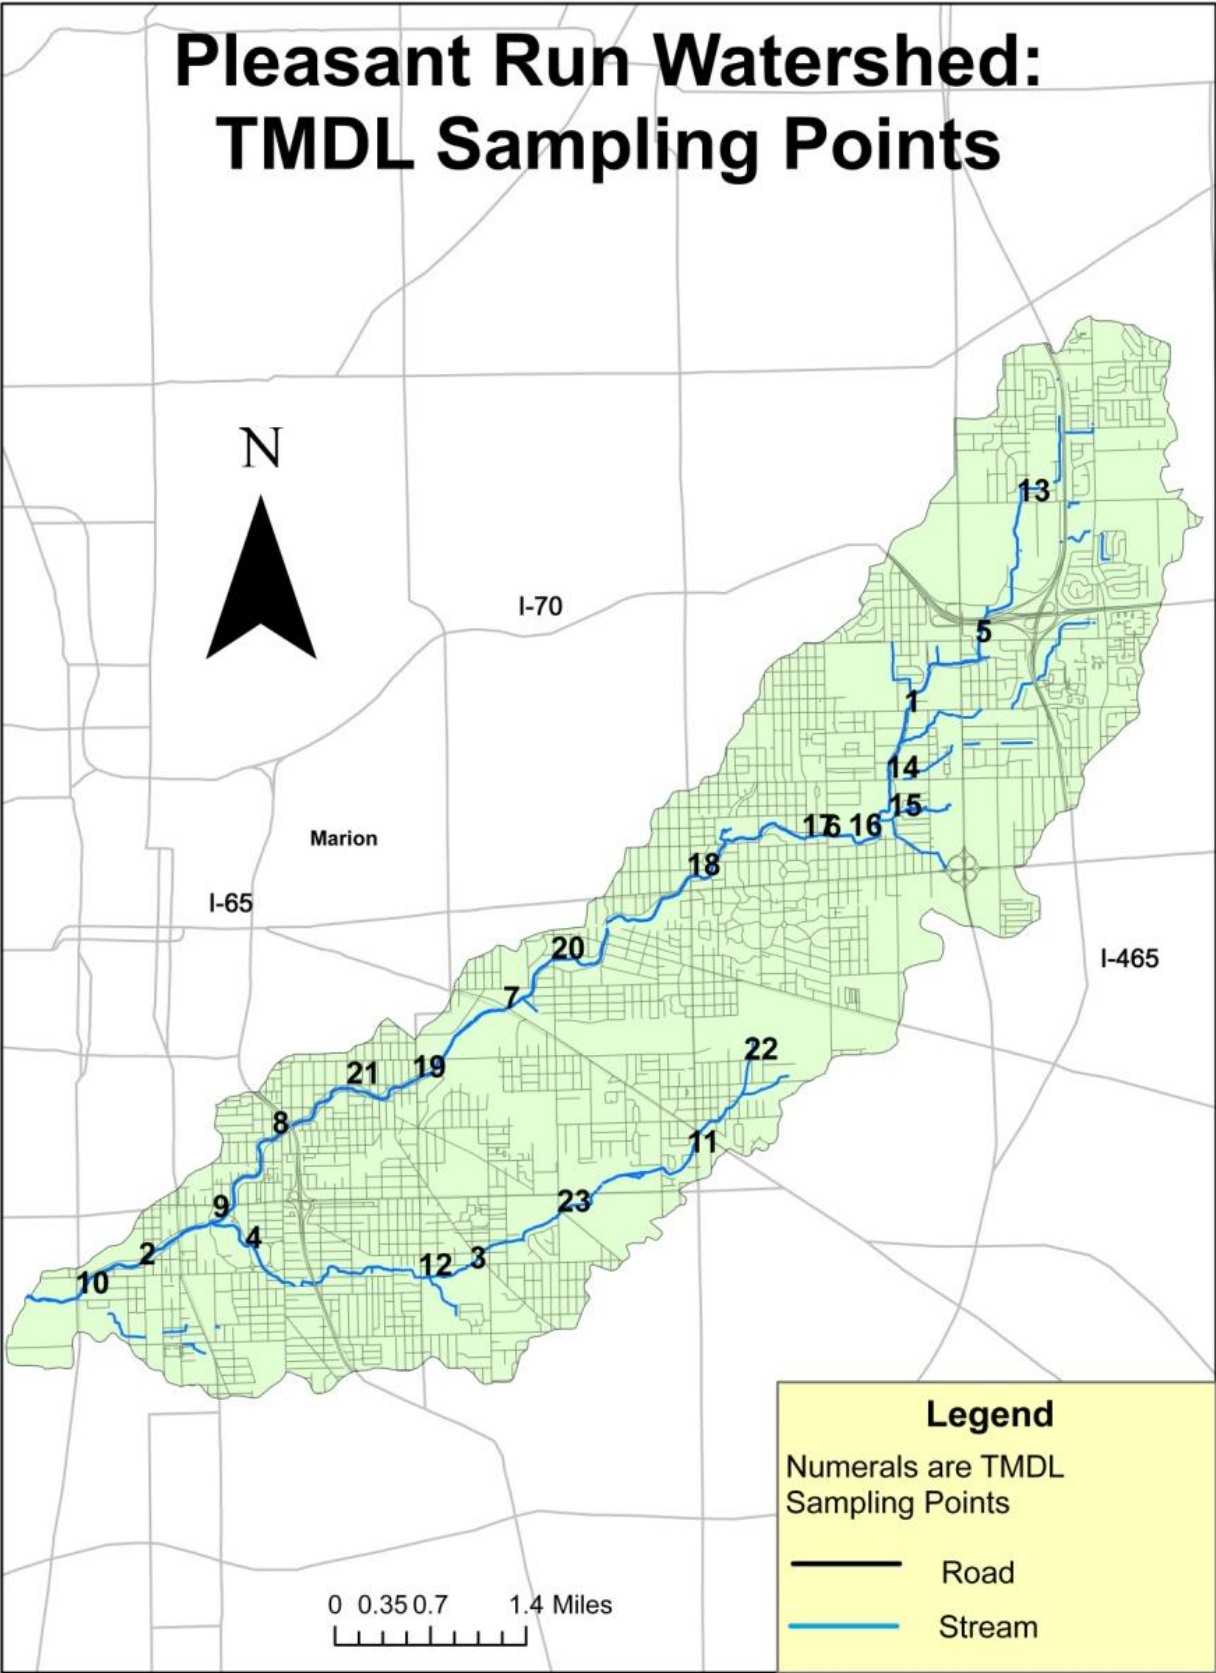 Pleasant Run Watershed:
TMDL Sampling Points
N
13
I-70
5
1
14
15
17
6
16
Marion
18
I-65
20
I-465
7
22
21
19
8
11
23
9
4
2
12
3
10
Legend
Numerals are TMDL
Sampling Points
Road
Stream
0 0.35 0.7 1.4 Miles